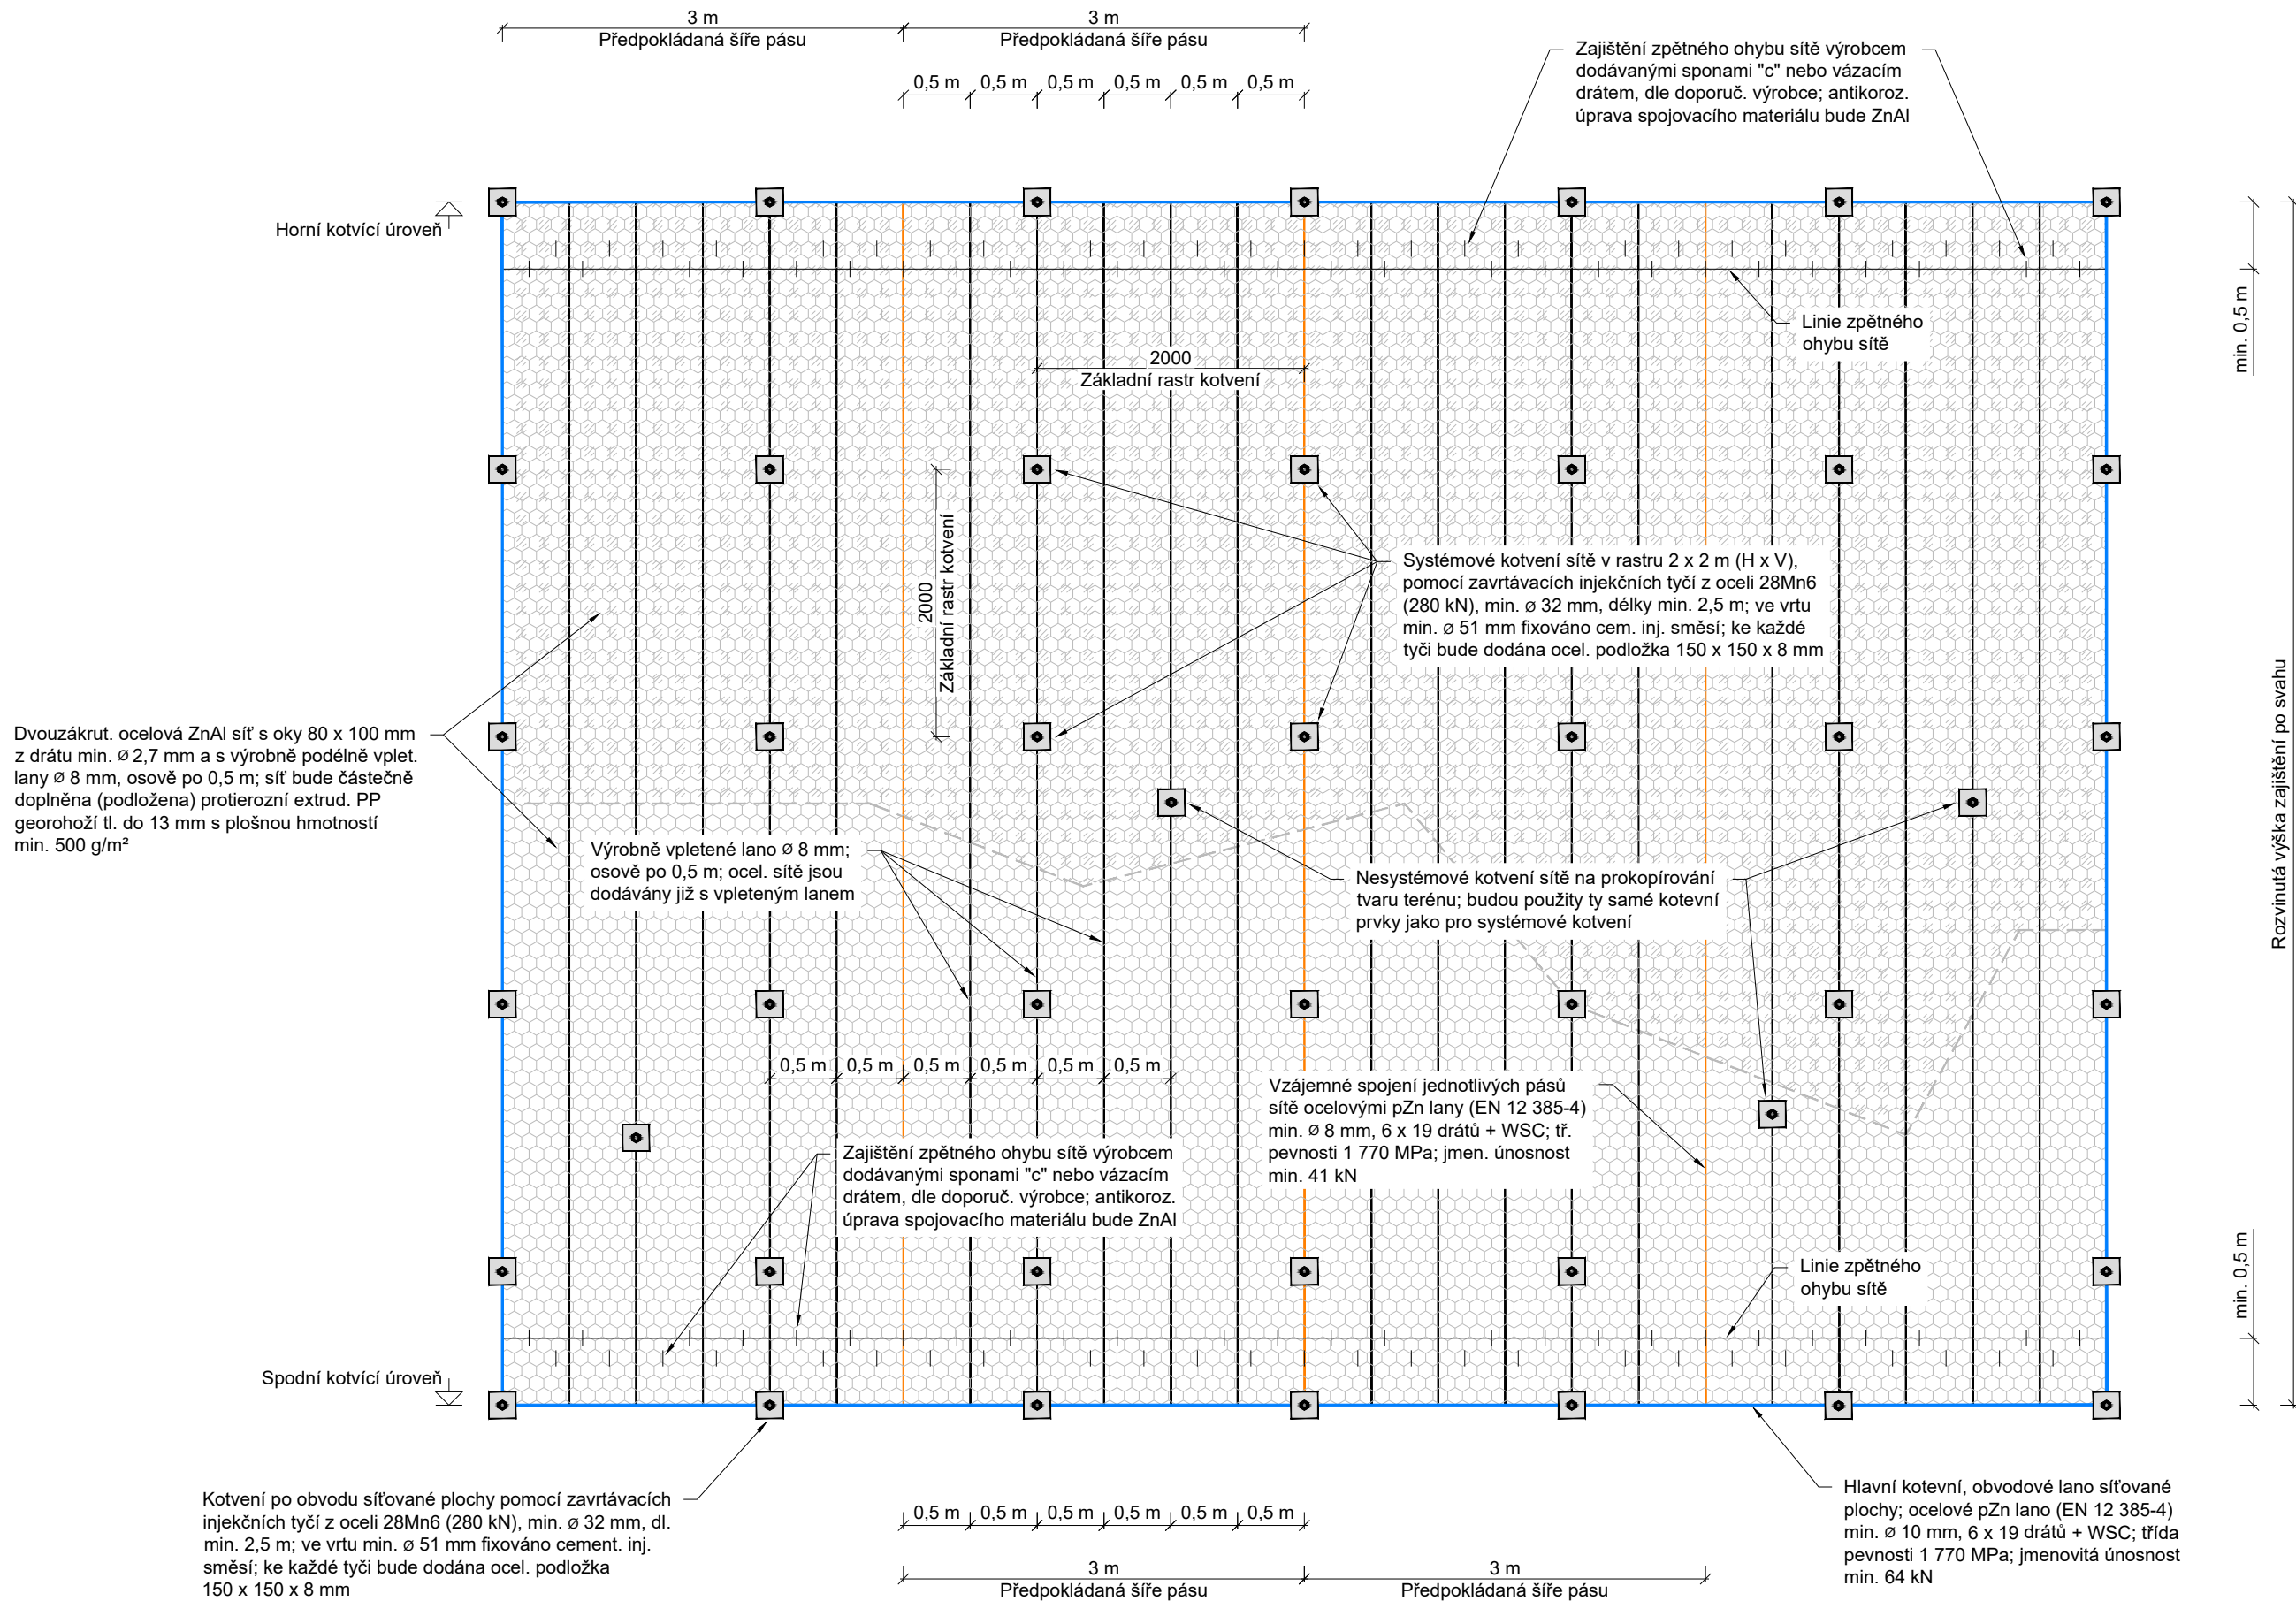 3 m
Předpokládaná šíře pásu
3 m
Předpokládaná šíře pásu
0,5 m
0,5 m
0,5 m
0,5 m
0,5 m
0,5 m
Zajištění zpětného ohybu sítě výrobcem
dodávanými sponami "c" nebo vázacím
drátem, dle doporuč. výrobce; antikoroz.
úprava spojovacího materiálu bude ZnAl
Horní kotvící úroveň
min. 0,5 m
Linie zpětného
ohybu sítě
2000
Základní rastr kotvení
2000
Základní rastr kotvení
Systémové kotvení sítě v rastru 2 x 2 m (H x V),
pomocí zavrtávacích injekčních tyčí z oceli 28Mn6
(280 kN), min. ⌀ 32 mm, délky min. 2,5 m; ve vrtu
min. ⌀ 51 mm fixováno cem. inj. směsí; ke každé
tyči bude dodána ocel. podložka 150 x 150 x 8 mm
Rozvinutá výška zajištění po svahu
Dvouzákrut. ocelová ZnAl síť s oky 80 x 100 mm
z drátu min. ⌀ 2,7 mm a s výrobně podélně vplet.
lany ⌀ 8 mm, osově po 0,5 m; síť bude částečně
doplněna (podložena) protierozní extrud. PP
georohoží tl. do 13 mm s plošnou hmotností
min. 500 g/m²
Výrobně vpletené lano ⌀ 8 mm;
osově po 0,5 m; ocel. sítě jsou
dodávány již s vpleteným lanem
Nesystémové kotvení sítě na prokopírování
tvaru terénu; budou použity ty samé kotevní
prvky jako pro systémové kotvení
0,5 m
0,5 m
0,5 m
0,5 m
0,5 m
0,5 m
Vzájemné spojení jednotlivých pásů
sítě ocelovými pZn lany (EN 12 385-4)
min. ⌀ 8 mm, 6 x 19 drátů + WSC; tř.
pevnosti 1 770 MPa; jmen. únosnost
min. 41 kN
Zajištění zpětného ohybu sítě výrobcem
dodávanými sponami "c" nebo vázacím
drátem, dle doporuč. výrobce; antikoroz.
úprava spojovacího materiálu bude ZnAl
Linie zpětného
ohybu sítě
min. 0,5 m
Spodní kotvící úroveň
Kotvení po obvodu síťované plochy pomocí zavrtávacích
injekčních tyčí z oceli 28Mn6 (280 kN), min. ⌀ 32 mm, dl.
min. 2,5 m; ve vrtu min. ⌀ 51 mm fixováno cement. inj.
směsí; ke každé tyči bude dodána ocel. podložka
150 x 150 x 8 mm
0,5 m
0,5 m
0,5 m
0,5 m
0,5 m
0,5 m
3 m
Předpokládaná šíře pásu
3 m
Předpokládaná šíře pásu
Hlavní kotevní, obvodové lano síťované
plochy; ocelové pZn lano (EN 12 385-4)
min. ⌀ 10 mm, 6 x 19 drátů + WSC; třída
pevnosti 1 770 MPa; jmenovitá únosnost
min. 64 kN